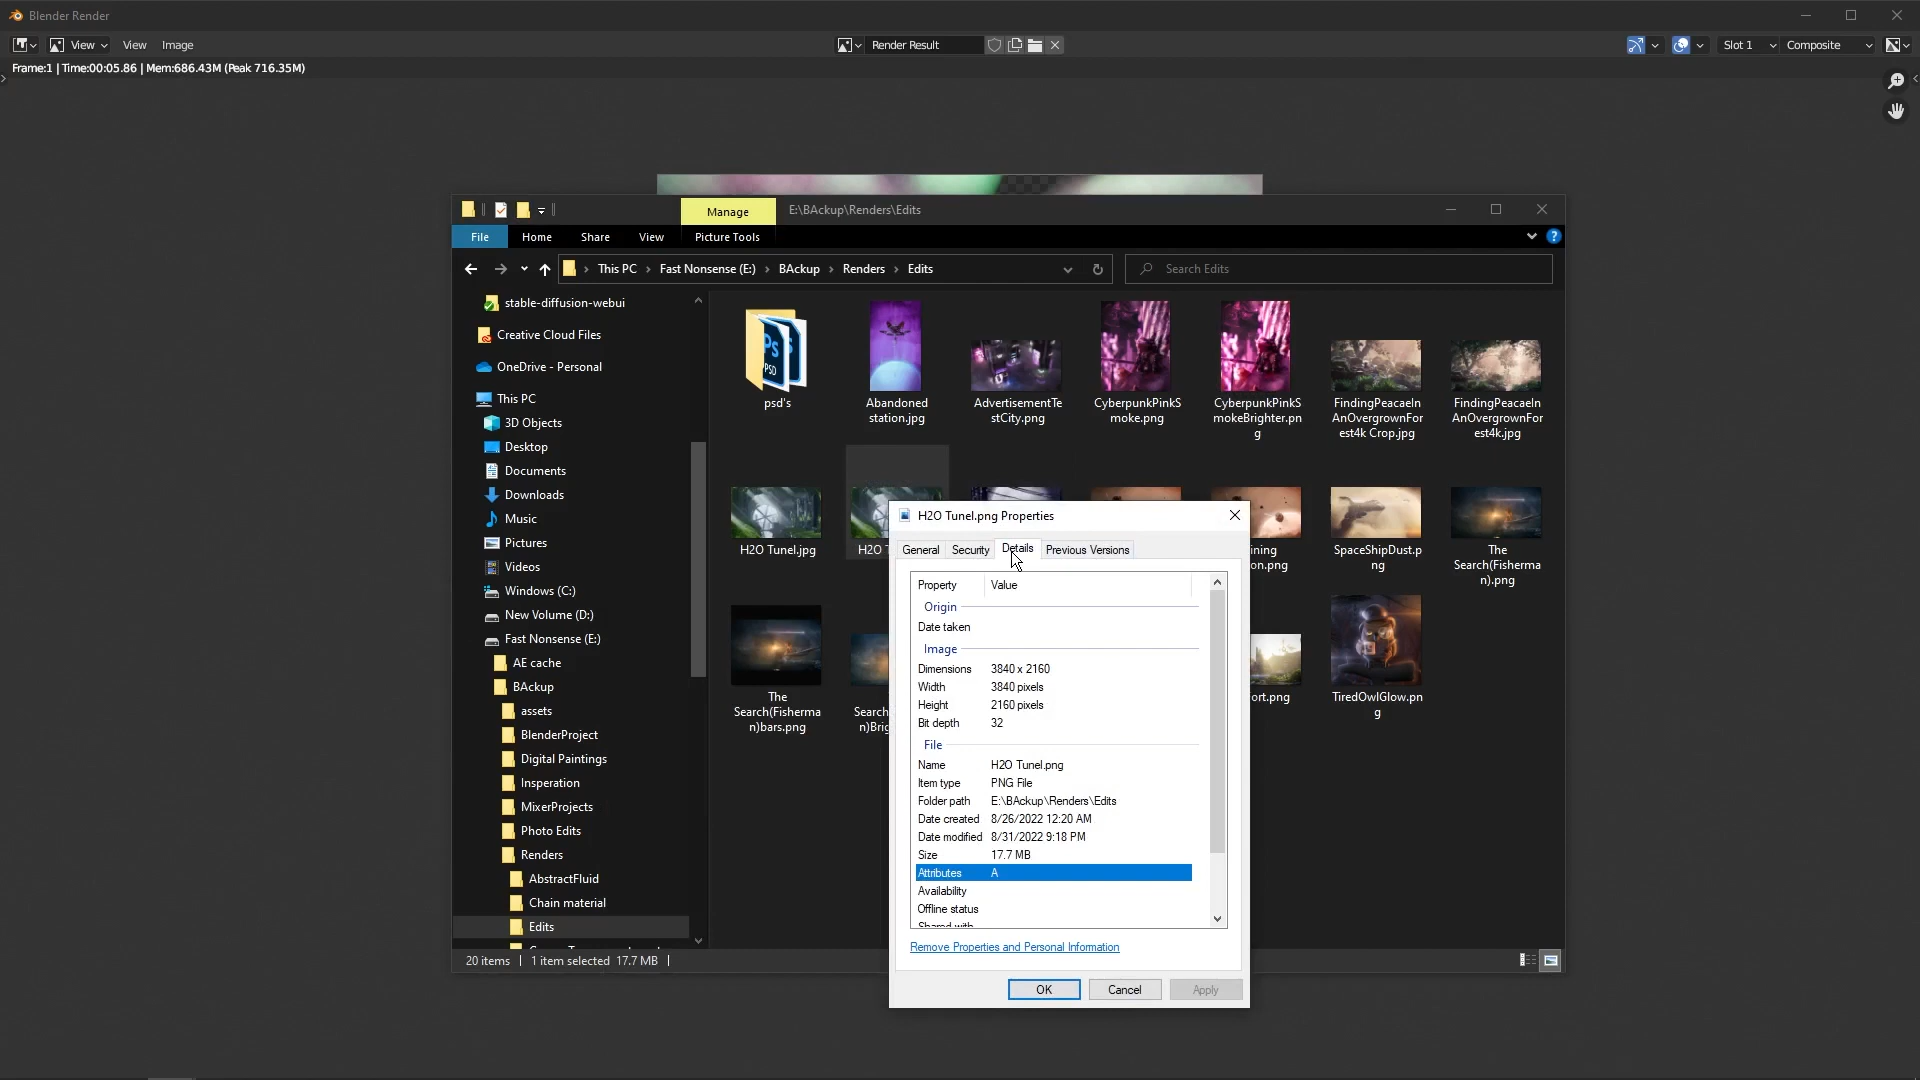 Blender Render
View View Image Render Result Slot 1 Composite
Frame:1 | Time:00:05.86 | Mem:686.43M (Peak 716.35M)
Manage E:\BAckup\Renders\Edits
File Home Share View Picture Tools
This PC Fast Nonsense (E:) BAckup Renders Edits Search Edits
stable-diffusion-webui
Creative Cloud Files
OneDrive - Personal
This PC
3D Objects
Desktop
Documents
Downloads
Music
Pictures
Videos
Windows (C:)
New Volume (D:)
Fast Nonsense (E:)
AE cache
BAckup
assets
BlenderProject
Digital Paintings
Insperation
MixerProjects
Photo Edits
Renders
AbstractFluid
Chain material
Edits
psd's
Abandoned
station.jpg
AdvertisementTe
stCity.png
CyberpunkPinkS
moke.png
CyberpunkPinkS
mokeBrighter.pn
g
FindingPeacaeIn
AnOvergrownFor
est4k Crop.jpg
FindingPeacaeIn
AnOvergrownFor
est4k.jpg
H2O Tunel.jpg
H2O T
ining
on.png
SpaceShipDust.p
ng
The
Search(Fisherma
n).png
The
Search(Fisherma
n)bars.png
Search
n)Brig
ort.png
TiredOwlGlow.pn
g
H2O Tunel.png Properties
General Security Details Previous Versions
Property Value
Origin
Date taken
Image
Dimensions 3840 x 2160
Width 3840 pixels
Height 2160 pixels
Bit depth 32
File
Name H2O Tunel.png
Item type PNG File
Folder path E:\BAckup\Renders\Edits
Date created 8/26/2022 12:20 AM
Date modified 8/31/2022 9:18 PM
Size 17.7 MB
Attributes A
Availability
Offline status
Shared with
Remove Properties and Personal Information
OK Cancel Apply
20 items 1 item selected 17.7 MB